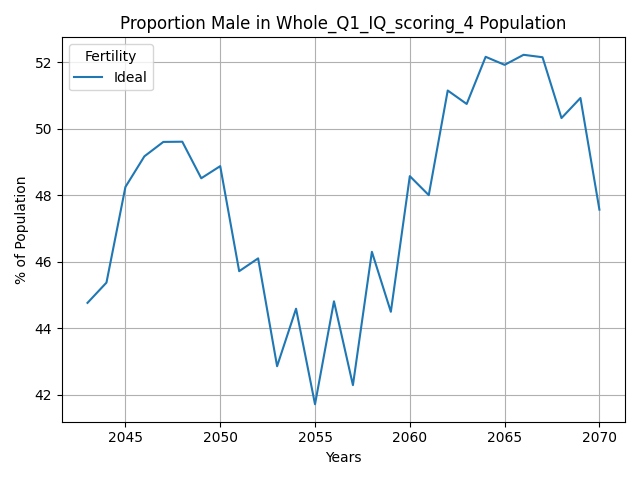 Proportion Male in Whole_Q1_IQ_scoring_4 Population
Fertility
Ideal
% of Population
52
50
48
46
44
42
2045 2050 2055 2060 2065 2070
Years